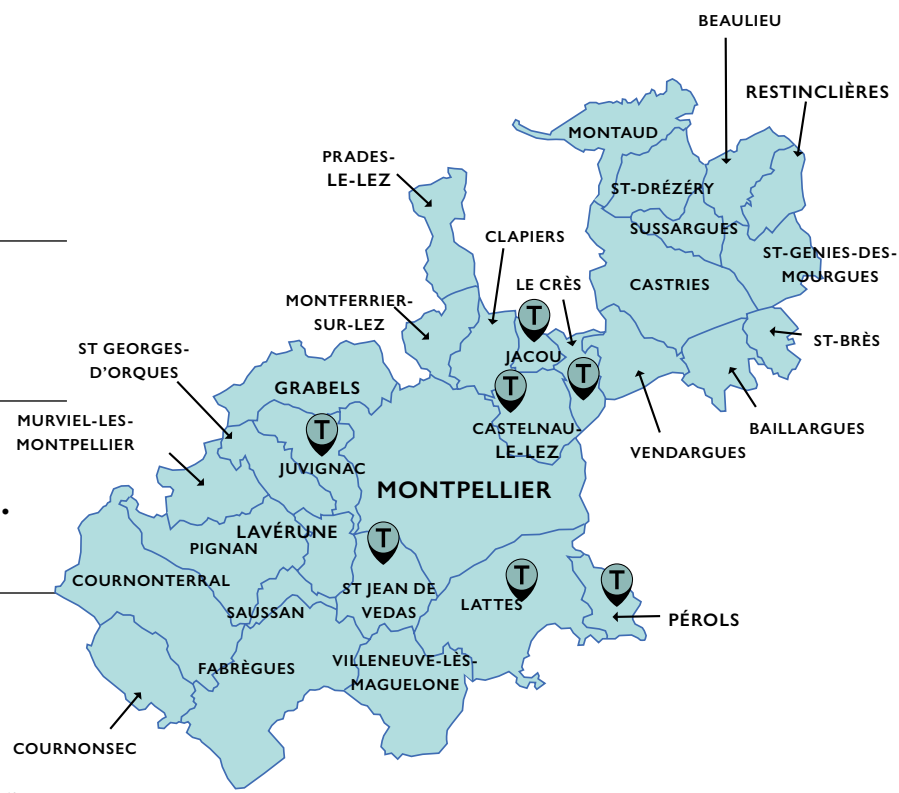 BEAULIEU
RESTINCLIÈRES
MONTAUD
PRADES-
LE-LEZ
ST-DRÉZÉRY
SUSSARGUES
CLAPIERS
ST-GENIES-DES-
MOURGUES
LE CRÈS
CASTRIES
MONTFERRIER-
SUR-LEZ
T
ST-BRÈS
ST GEORGES-
D'ORQUES
JACOU
T
T
GRABELS
MURVIEL-LES-
MONTPELLIER
T
CASTELNAU-
LE-LEZ
BAILLARGUES
VENDARGUES
JUVIGNAC
MONTPELLIER
LAVÉRUNE
PIGNAN
T
COURNONTERRAL
ST JEAN DE
VEDAS
T
LATTES
T
SAUSSAN
PÉROLS
FABRÈGUES
VILLENEUVE-LÈS-
MAGUELONE
COURNONSEC